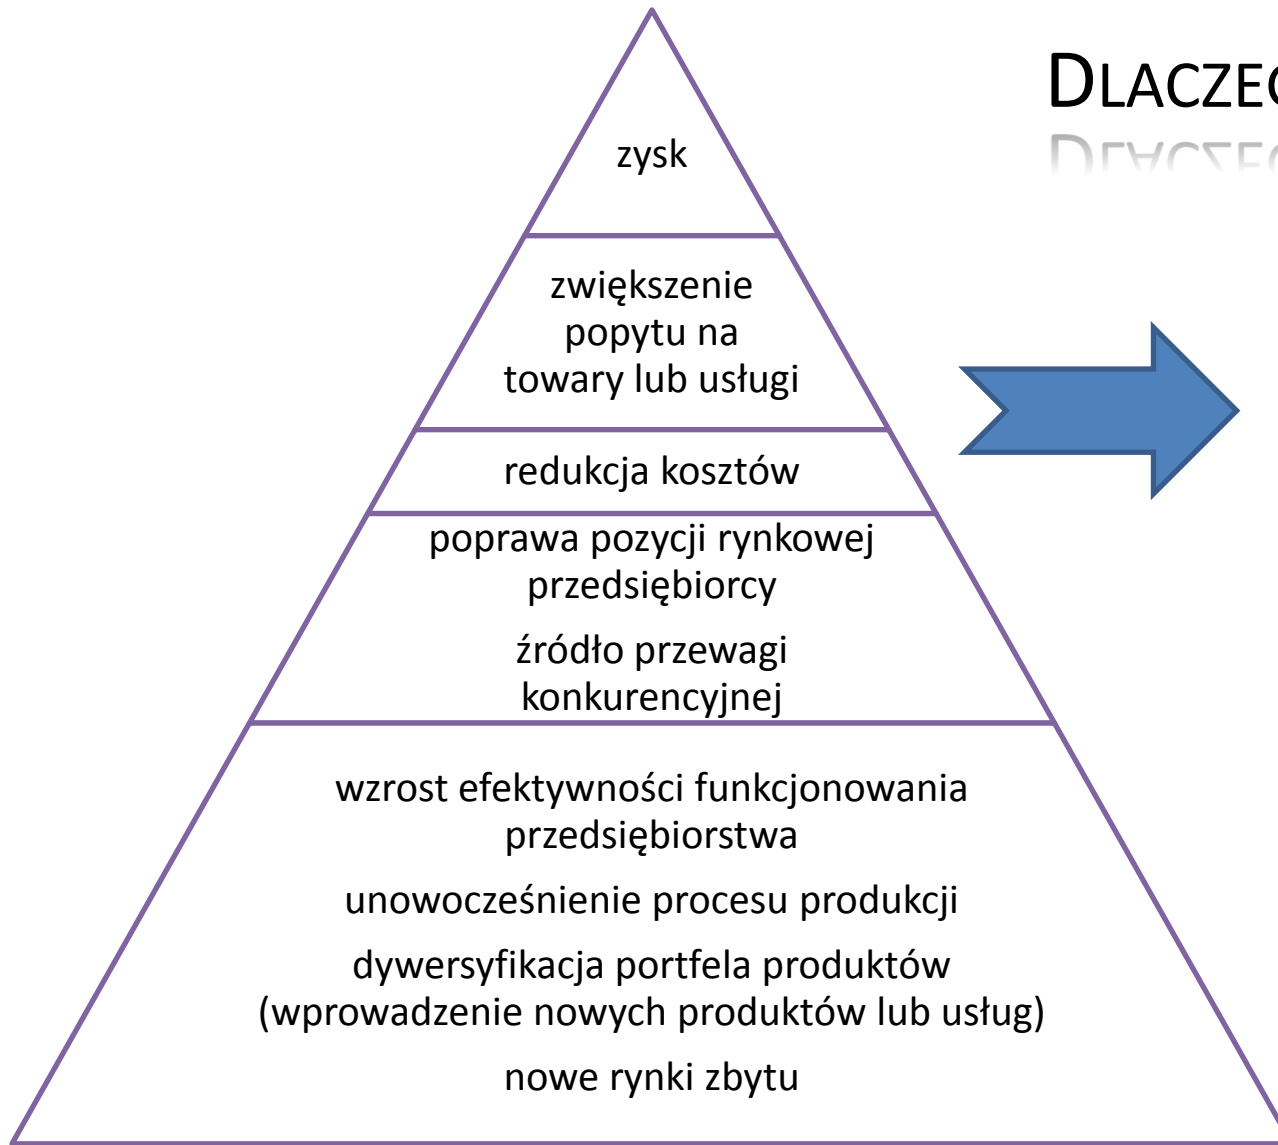 DLACZEG
zysk
zwiększenie
popytu na
towary lub usługi
redukcja kosztów
poprawa pozycji rynkowej
przedsiębiorcy
źródło przewagi
konkurencyjnej
wzrost efektywności funkcjonowania
przedsiębiorstwa
unowocześnienie procesu produkcji
dywersyfikacja portfela produktów
(wprowadzenie nowych produktów lub usług)
nowe rynki zbytu